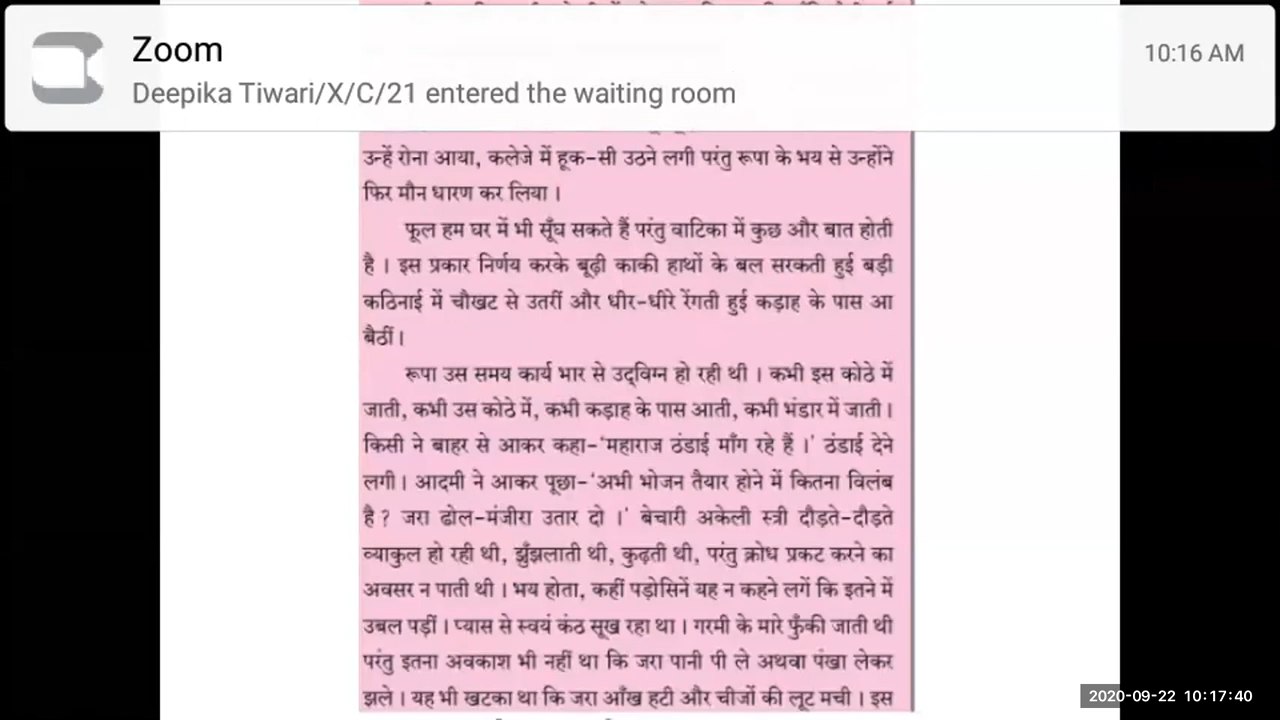 Zoom
10:16 AM
Deepika Tiwari/X/C/21 entered the waiting room
उन्हें रोना आया, कलेजे में हूक-सी उठने लगी परंतु रूपा के भय से उन्होंने
फिर मौन धारण कर लिया ।
फूल हम घर में भी सूँघ सकते हैं परंतु वाटिका में कुछ और बात होती
है । इस प्रकार निर्णय करके बूढ़ी काकी हाथों के बल सरकती हुई बड़ी
कठिनाई में चौखट से उतरीं और धीर-धीरे रेंगती हुई कड़ाह के पास आ
बैठीं ।
रूपा उस समय कार्य भार से उद्‌विग्न हो रही थी । कभी इस कोठे में
जाती, कभी उस कोठे में, कभी कड़ाह के पास आती, कभी भंडार में जाती ।
किसी ने बाहर से आकर कहा-‘महाराज ठंडाई माँग रहे हैं ।’ ठंडाई देने
लगी । आदमी ने आकर पूछा-‘अभी भोजन तैयार होने में कितना विलंब
है ? जरा ढोल-मंजीरा उतार दो ।’ बेचारी अकेली स्त्री दौड़ते-दौड़ते
व्याकुल हो रही थी, झुँझलाती थी, कुढ़ती थी, परंतु क्रोध प्रकट करने का
अवसर न पाती थी । भय होता, कहीं पड़ोसिनें यह न कहने लगें कि इतने में
उबल पड़ीं । प्यास से स्वयं कंठ सूख रहा था । गरमी के मारे फुँकी जाती थी
परंतु इतना अवकाश भी नहीं था कि जरा पानी पी ले अथवा पंखा लेकर
झले । यह भी खटका था कि जरा आँख हटी और चीजों की लूट मची । इस
2020-09-22 10:17:40